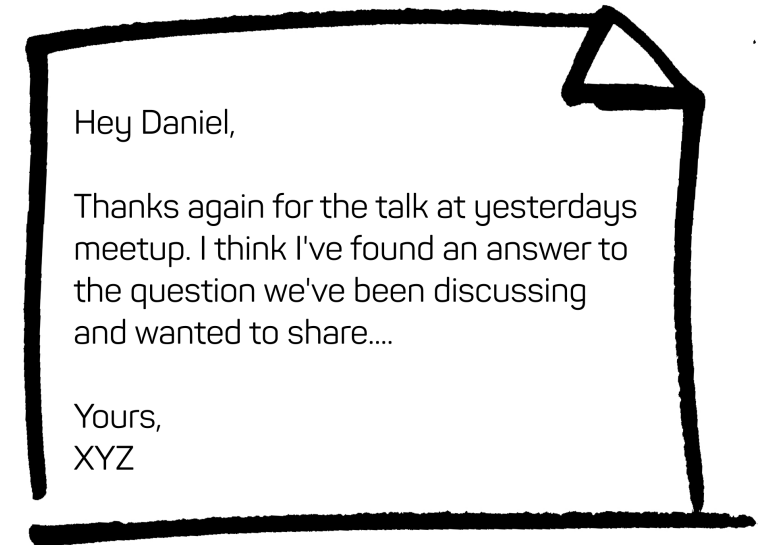 Hey Daniel,
Thanks again for the talk at yesterdays
meetup. I think I've found an answer to
the question we've been discussing
and wanted to share....
Yours,
XYZ